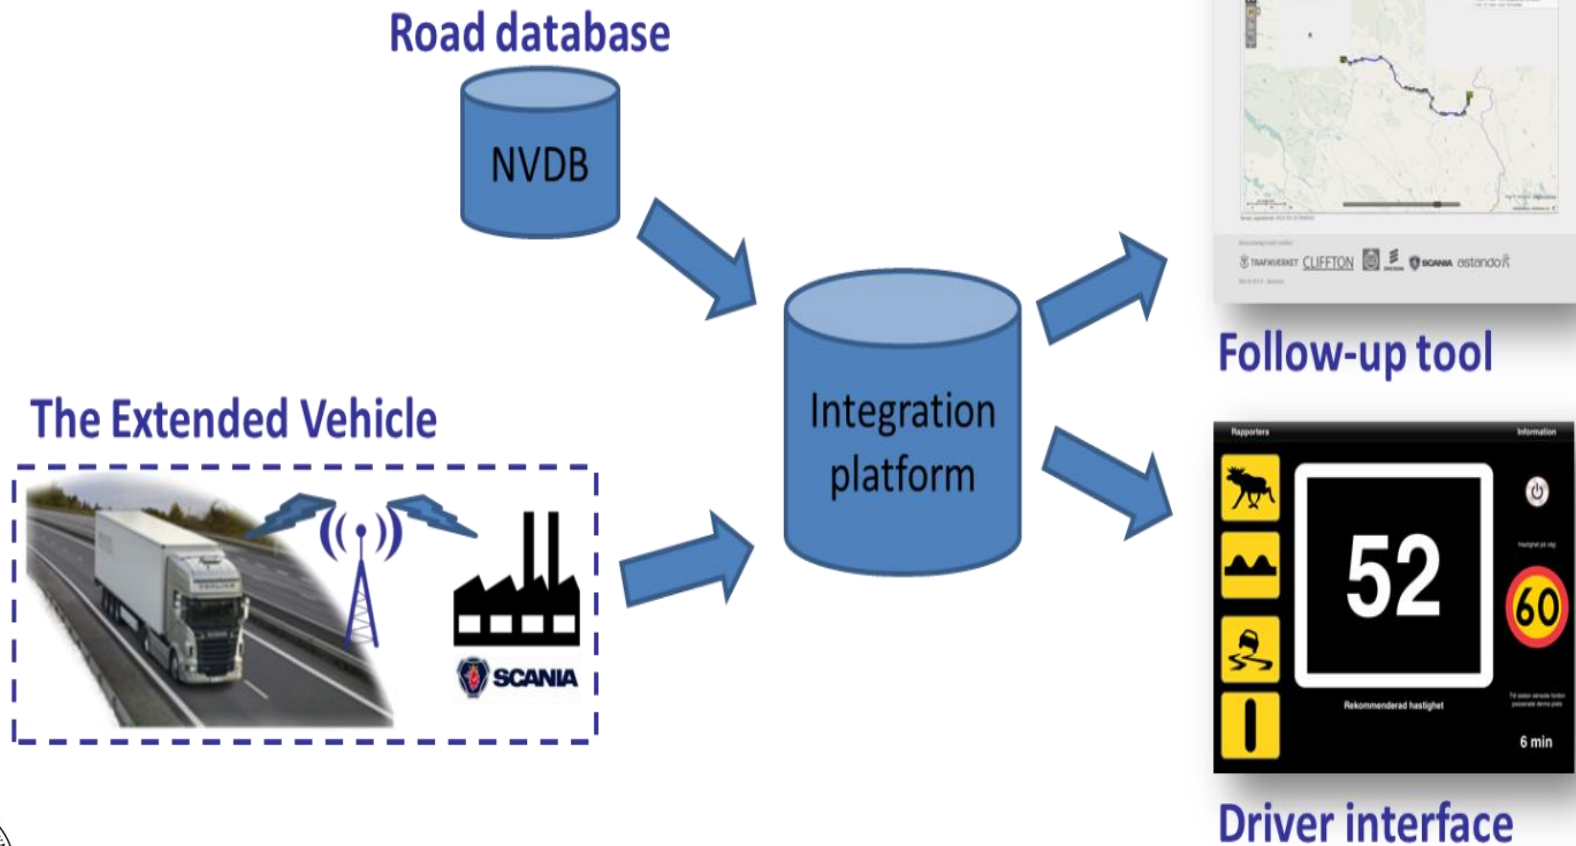 Road database
NVDB
TRAFIKVERKET CLIFFTON SCANIA astando
Follow-up tool
The Extended Vehicle
Integration
platform
SCANIA
Rapportera
Information
52
60
Rekommenderad hastighet
6 min
Driver interface